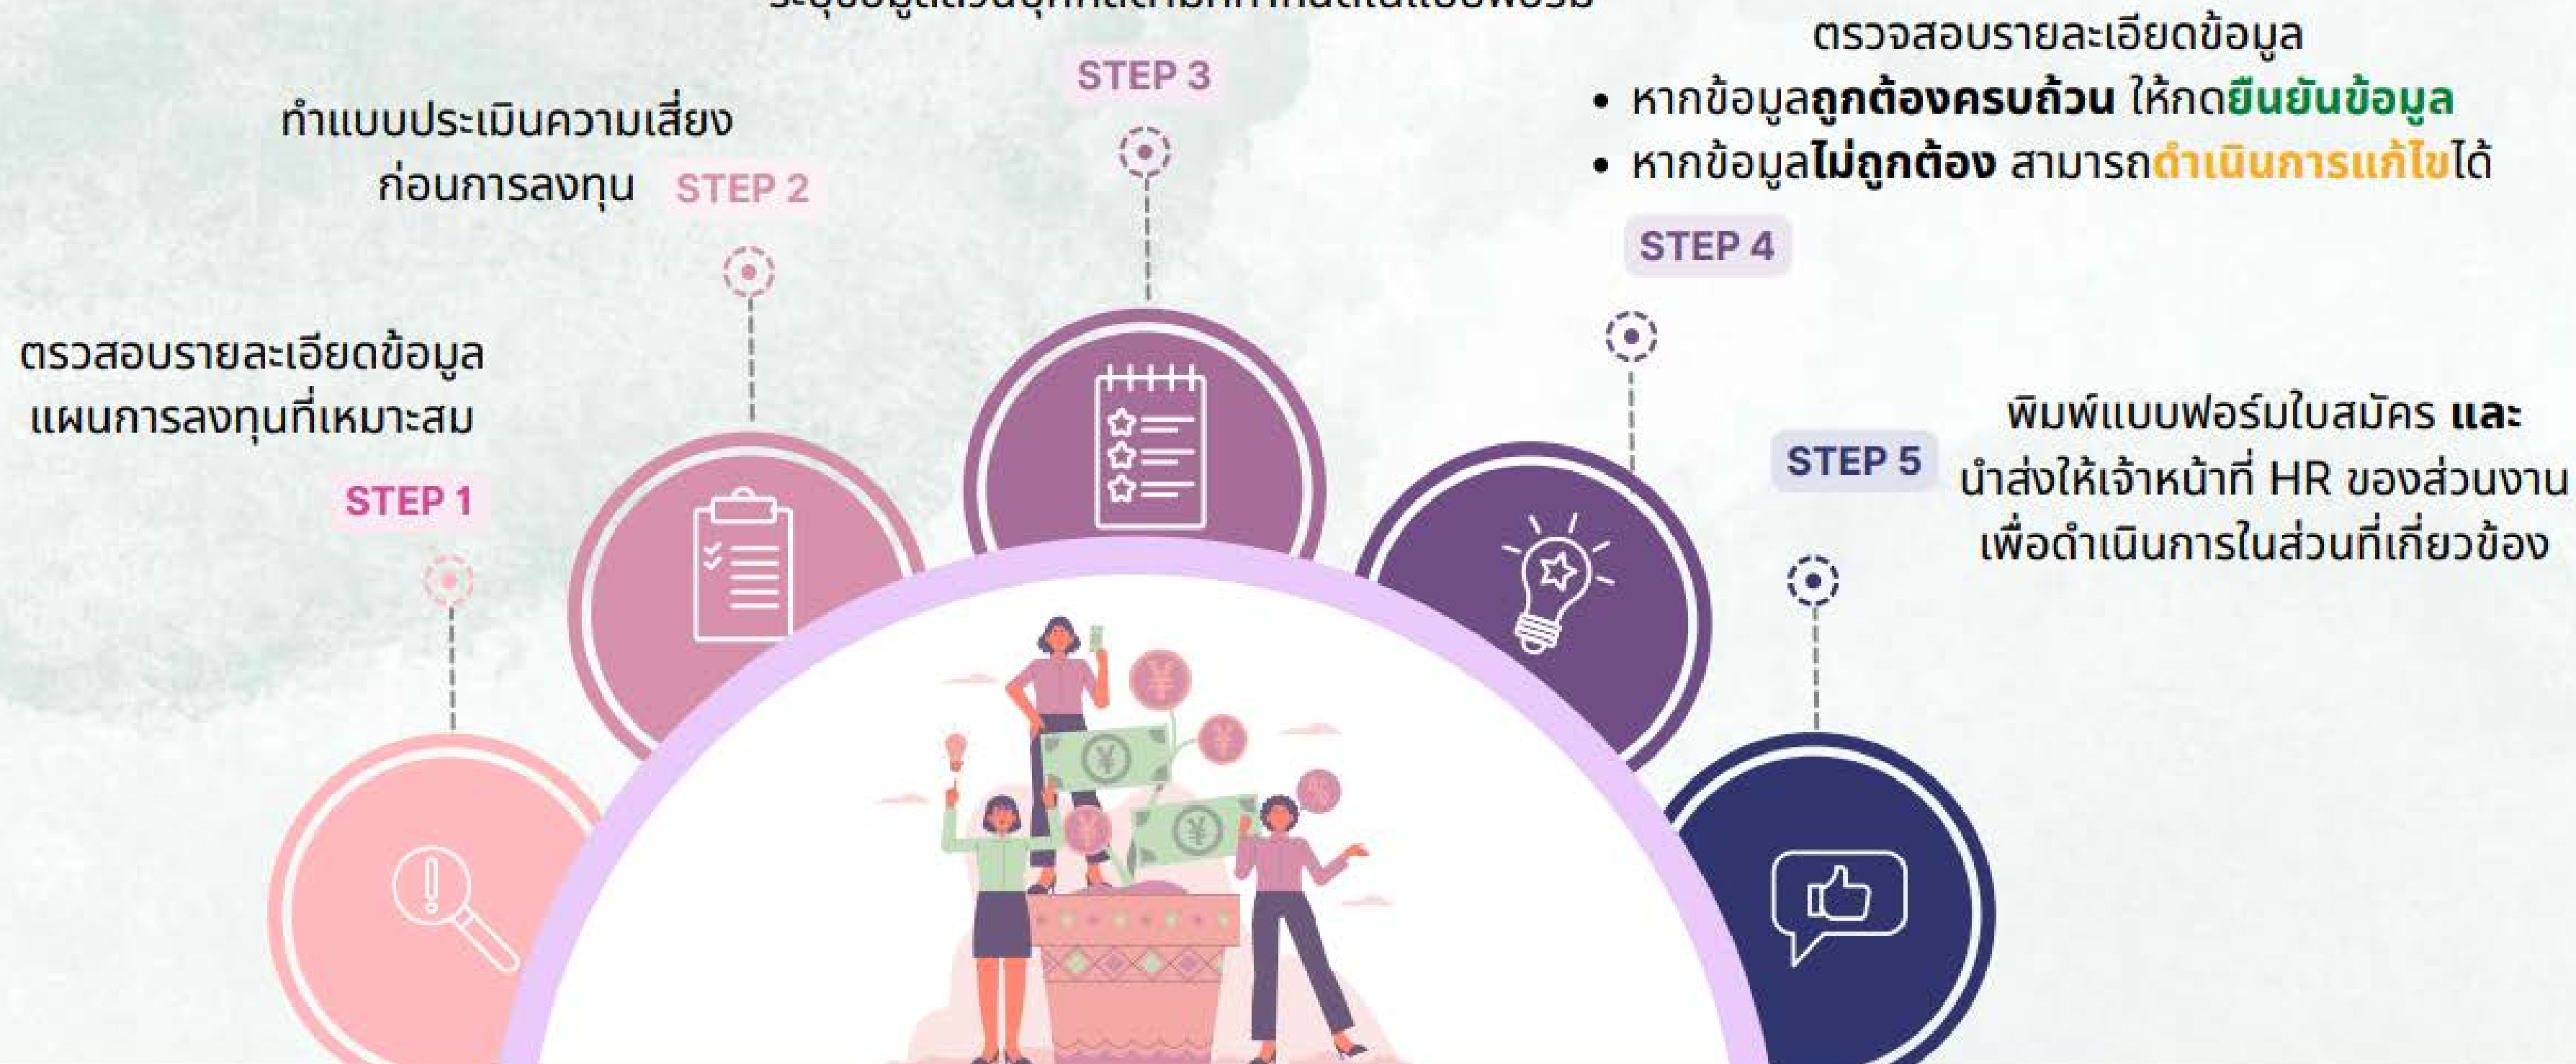 STEP 1
ตรวสอบรายละเอียดข้อมูล
แผนการลงทุนที่เหมาะสม
STEP 2
ทำแบบประเมินความเสี่ยง
ก่อนการลงทุน
STEP 3
STEP 4
ตรวจสอบรายละเอียดข้อมูล
• หากข้อมูลถูกต้องครบถ้วน ให้กดยืนยันข้อมูล
• หากข้อมูลไม่ถูกต้อง สามารถดำเนินการแก้ไขได้
STEP 5
พิมพ์แบบฟอร์มใบสมัคร และ
นำส่งให้เจ้าหน้าที่ HR ของส่วนงาน
เพื่อดำเนินการในส่วนที่เกี่ยวข้อง